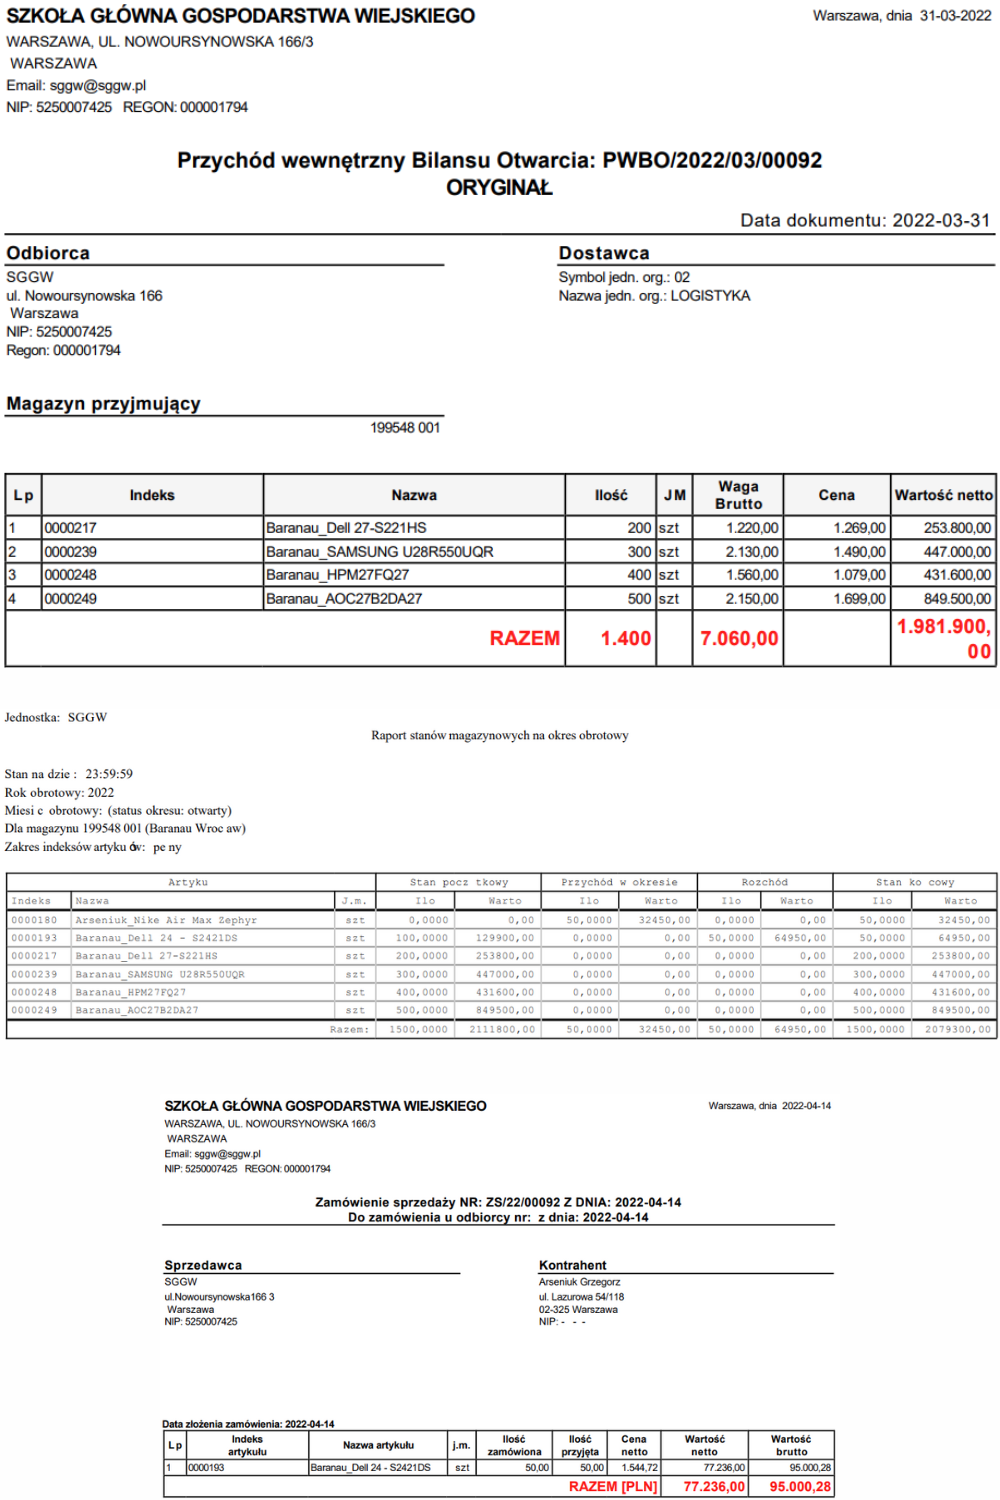 SZKOŁA GŁÓWNA GOSPODARSTWA WIEJSKIEGO Warszawa, dnia 31-03-2022
WARSZAWA, UL. NOWOURSYNOWSKA 166/3
WARSZAWA
Email: sggw@sggw.pl
NIP: 5250007425 REGON: 000001794
Przychód wewnętrzny Bilansu Otwarcia: PWBO/2022/03/00092
ORYGINAŁ
Data dokumentu: 2022-03-31
Odbiorca Dostawca
SGGW Symbol jedn. org.: 02
ul. Nowoursynowska 166 Nazwa jedn. org.: LOGISTYKA
Warszawa
NIP: 5250007425
Regon: 000001794
Magazyn przyjmujący
199548 001
Lp Indeks Nazwa Ilość JM Waga Brutto Cena Wartość netto
1 0000217 Baranau_Dell 27-S221HS 200 szt 1.220,00 1.269,00 253.800,00
2 0000239 Baranau_SAMSUNG U28R550UQR 300 szt 2.130,00 1.490,00 447.000,00
3 0000248 Baranau_HPM27FQ27 400 szt 1.560,00 1.079,00 431.600,00
4 0000249 Baranau_AOC27B2DA27 500 szt 2.150,00 1.699,00 849.500,00
RAZEM 1.400 7.060,00 1.981.900,00
Jednostka: SGGW
Raport stanów magazynowych na okres obrotowy
Stan na dzie : 23:59:59
Rok obrotowy: 2022
Miesi c obrotowy: (status okresu: otwarty)
Dla magazynu 199548 001 (Baranau Wroc aw)
Zakres indeksów artyku ów: pe ny
Artyku Stan pocz tkowy Przychód w okresie Rozchód Stan ko cowy
Indeks Nazwa J.m. Ilo Warto Ilo Warto Ilo Warto Ilo Warto
0000180 Arseniuk_Nike Air Max Zephyr szt 0,0000 0,00 50,0000 32450,00 0,0000 0,00 50,0000 32450,00
0000193 Baranau_Dell 24 - S2421DS szt 100,0000 129900,00 0,0000 0,00 50,0000 64950,00 50,0000 64950,00
0000217 Baranau_Dell 27-S221HS szt 200,0000 253800,00 0,0000 0,00 0,0000 0,00 200,0000 253800,00
0000239 Baranau_SAMSUNG U28R550UQR szt 300,0000 447000,00 0,0000 0,00 0,0000 0,00 300,0000 447000,00
0000248 Baranau_HPM27FQ27 szt 400,0000 431600,00 0,0000 0,00 0,0000 0,00 400,0000 431600,00
0000249 Baranau_AOC27B2DA27 szt 500,0000 849500,00 0,0000 0,00 0,0000 0,00 500,0000 849500,00
Razem: 1500,0000 2111800,00 50,0000 32450,00 50,0000 64950,00 1500,0000 2079300,00
SZKOŁA GŁÓWNA GOSPODARSTWA WIEJSKIEGO Warszawa, dnia 2022-04-14
WARSZAWA, UL. NOWOURSYNOWSKA 166/3
WARSZAWA
Email: sggw@sggw.pl
NIP: 5250007425 REGON: 000001794
Zamówienie sprzedaży NR: ZS/22/00092 Z DNIA: 2022-04-14
Do zamówienia u odbiorcy nr: z dnia: 2022-04-14
Sprzedawca Kontrahent
SGGW Arseniuk Grzegorz
ul.Nowoursynowska166 3 ul. Lazurowa 54/118
Warszawa 02-325 Warszawa
NIP: 5250007425 NIP: - - -
Data złożenia zamówienia: 2022-04-14
Lp Indeks artykułu Nazwa artykułu j.m. Ilość zamówiona Ilość przyjęta Cena netto Wartość netto Wartość brutto
1 0000193 Baranau_Dell 24 - S2421DS szt 50,00 50,00 1.544,72 77.236,00 95.000,28
RAZEM [PLN] 77.236,00 95.000,28